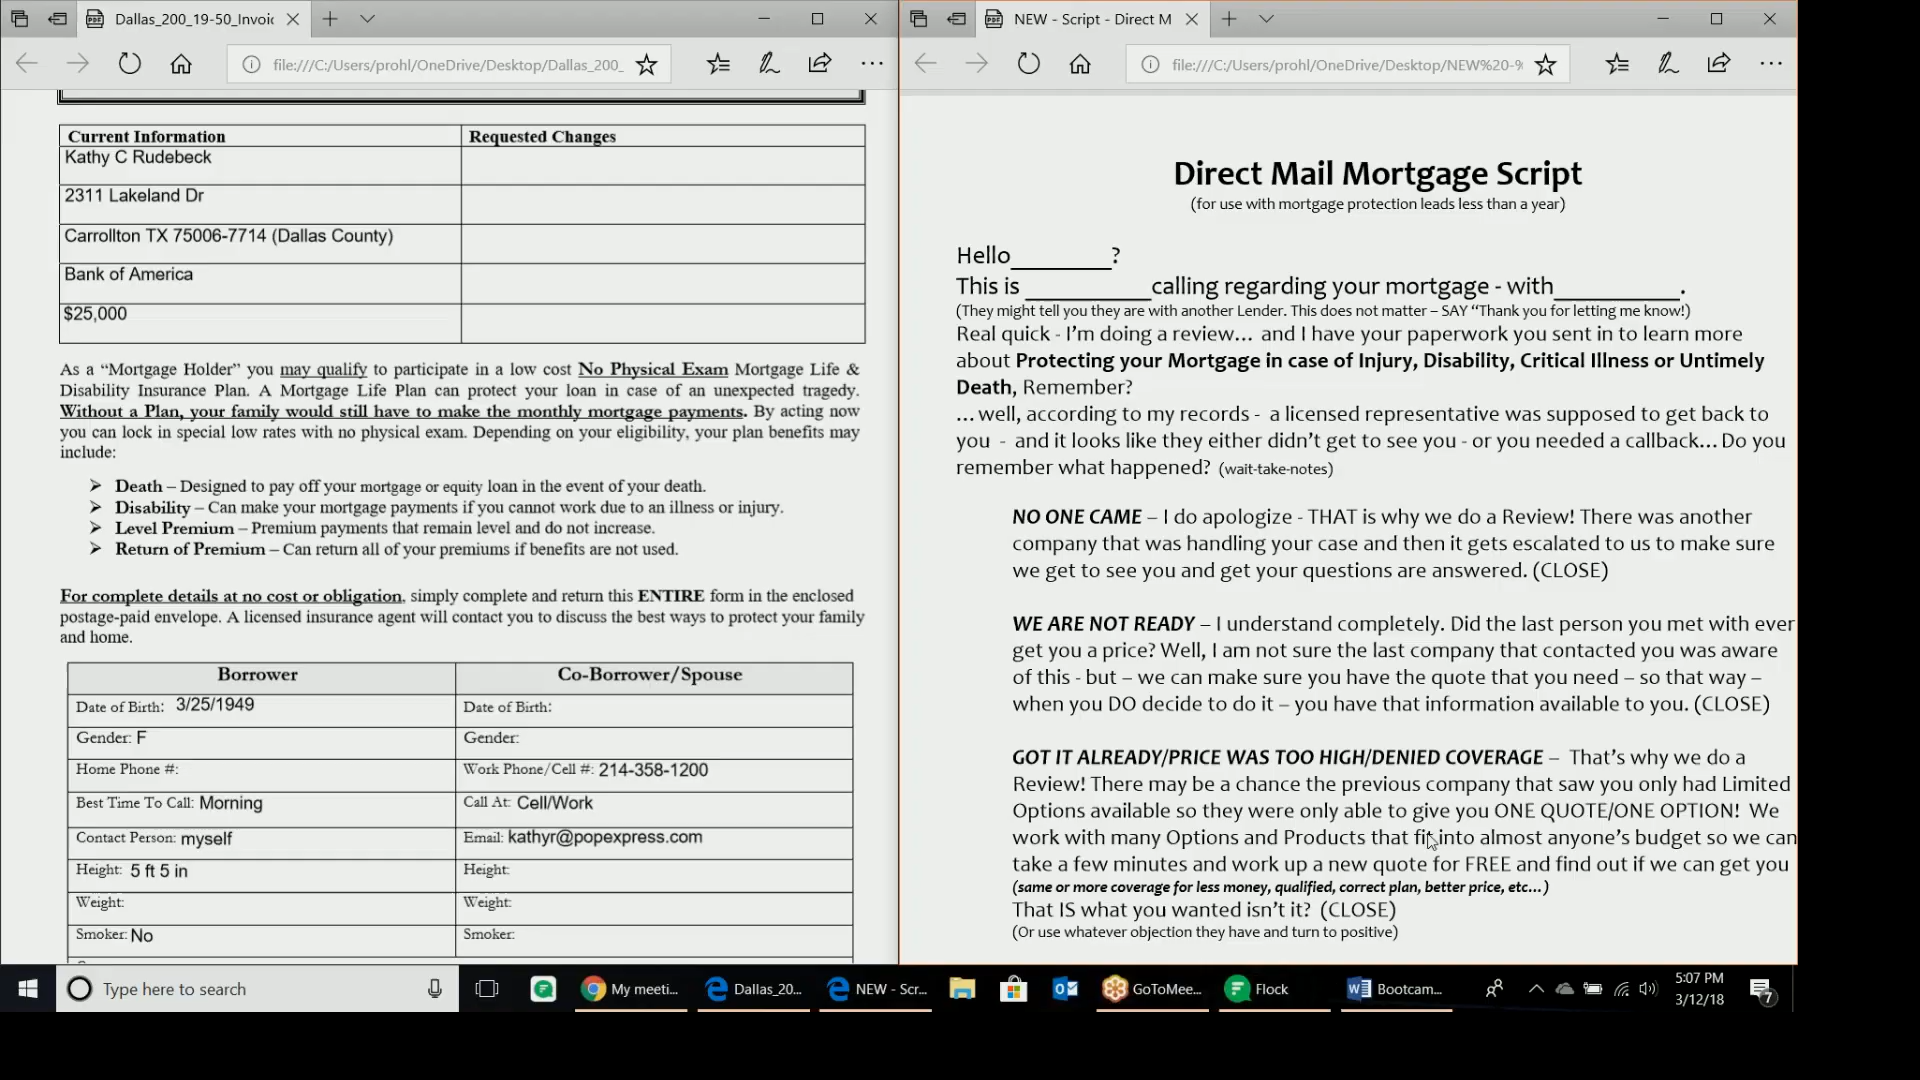 Dallas_200_19-50_Invoic
file:///C:/Users/prohl/OneDrive/Desktop/Dallas_200_
Current Information Requested Changes
Kathy C Rudebeck
2311 Lakeland Dr
Carrollton TX 75006-7714 (Dallas County)
Bank of America
$25,000
As a “Mortgage Holder” you may qualify to participate in a low cost No Physical Exam Mortgage Life &
Disability Insurance Plan. A Mortgage Life Plan can protect your loan in case of an unexpected tragedy.
Without a Plan, your family would still have to make the monthly mortgage payments. By acting now
you can lock in special low rates with no physical exam. Depending on your eligibility, your plan benefits may
include:
➢ Death – Designed to pay off your mortgage or equity loan in the event of your death.
➢ Disability – Can make your mortgage payments if you cannot work due to an illness or injury.
➢ Level Premium – Premium payments that remain level and do not increase.
➢ Return of Premium – Can return all of your premiums if benefits are not used.
For complete details at no cost or obligation, simply complete and return this ENTIRE form in the enclosed
postage-paid envelope. A licensed insurance agent will contact you to discuss the best ways to protect your family
and home.
Borrower Co-Borrower/Spouse
Date of Birth: 3/25/1949 Date of Birth:
Gender: F Gender:
Home Phone #: Work Phone/Cell #: 214-358-1200
Best Time To Call: Morning Call At: Cell/Work
Contact Person: myself Email: kathyr@popexpress.com
Height: 5 ft 5 in Height:
Weight: Weight:
Smoker: No Smoker:
NEW - Script - Direct M
file:///C:/Users/prohl/OneDrive/Desktop/NEW%20-%
Direct Mail Mortgage Script
(for use with mortgage protection leads less than a year)
Hello________?
This is __________calling regarding your mortgage - with__________.
(They might tell you they are with another Lender. This does not matter – SAY “Thank you for letting me know!)
Real quick - I’m doing a review… and I have your paperwork you sent in to learn more
about Protecting your Mortgage in case of Injury, Disability, Critical Illness or Untimely
Death, Remember?
…well, according to my records - a licensed representative was supposed to get back to
you - and it looks like they either didn’t get to see you - or you needed a callback… Do you
remember what happened? (wait-take-notes)
NO ONE CAME – I do apologize - THAT is why we do a Review! There was another
company that was handling your case and then it gets escalated to us to make sure
we get to see you and get your questions are answered. (CLOSE)
WE ARE NOT READY – I understand completely. Did the last person you met with ever
get you a price? Well, I am not sure the last company that contacted you was aware
of this - but – we can make sure you have the quote that you need – so that way –
when you DO decide to do it – you have that information available to you. (CLOSE)
GOT IT ALREADY/PRICE WAS TOO HIGH/DENIED COVERAGE – That’s why we do a
Review! There may be a chance the previous company that saw you only had Limited
Options available so they were only able to give you ONE QUOTE/ONE OPTION! We
work with many Options and Products that fit into almost anyone’s budget so we can
take a few minutes and work up a new quote for FREE and find out if we can get you
(same or more coverage for less money, qualified, correct plan, better price, etc…)
That IS what you wanted isn’t it? (CLOSE)
(Or use whatever objection they have and turn to positive)
Type here to search
My meeti...
Dallas_20...
NEW - Scr...
GoToMee...
Flock
Bootcam...
5:07 PM
3/12/18
7